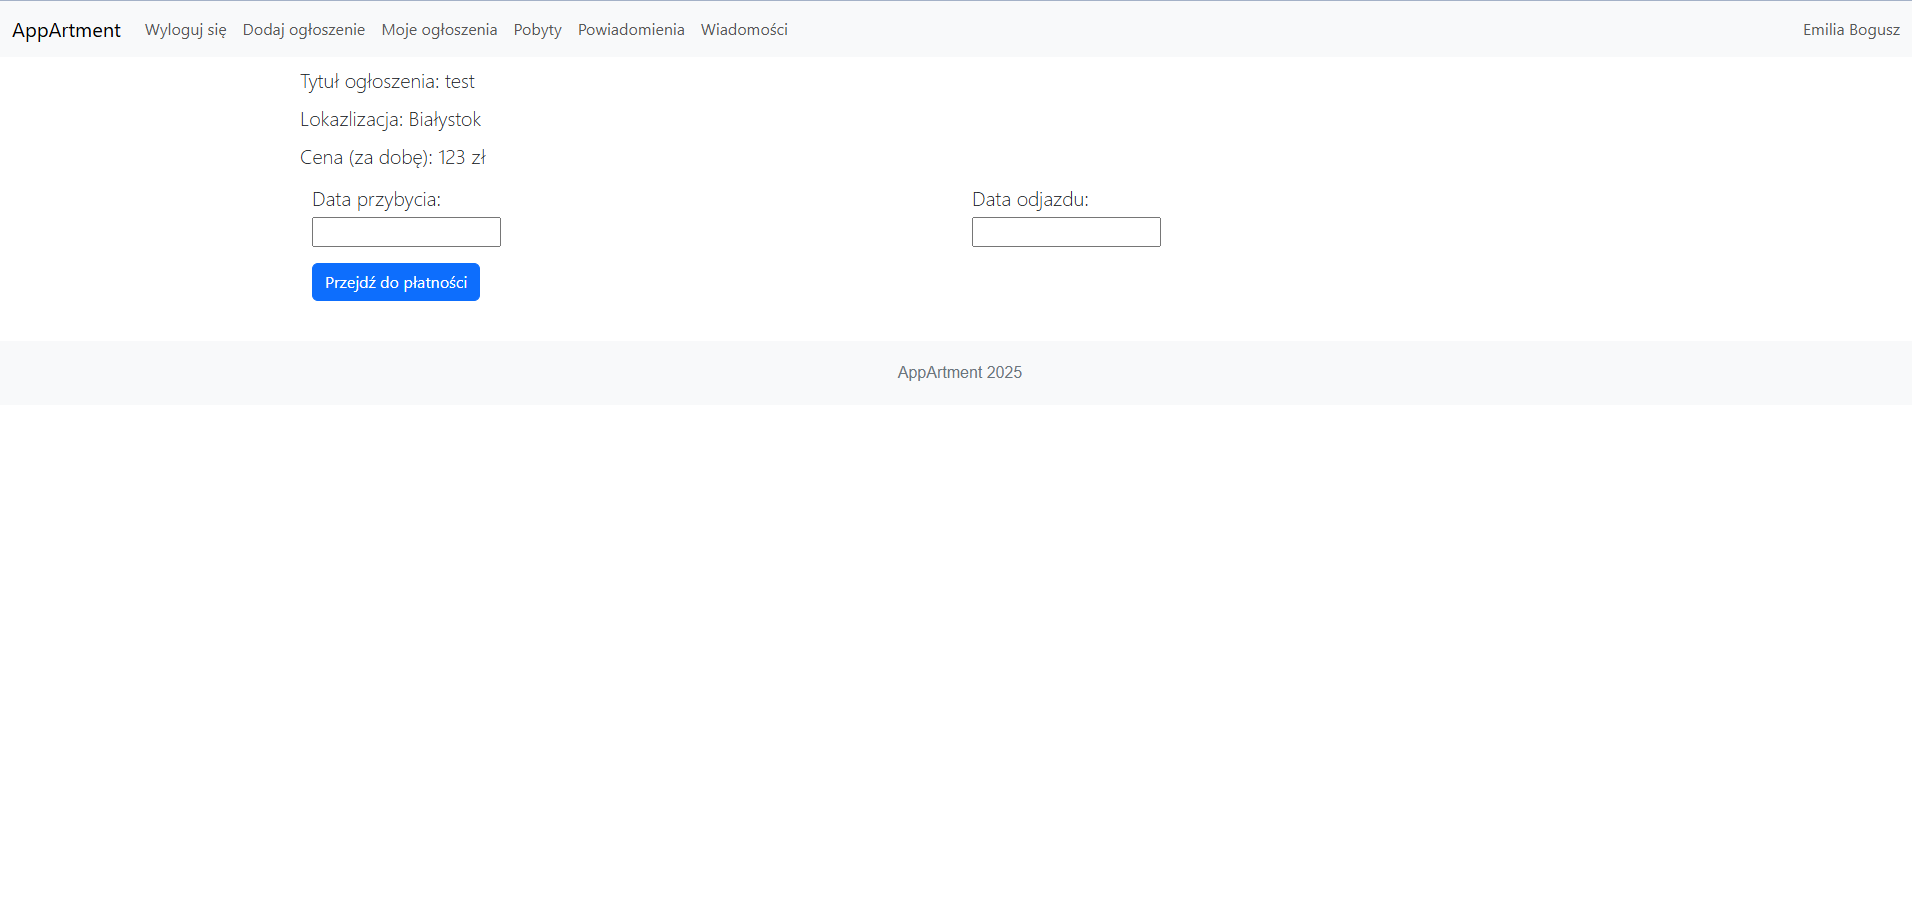 AppArtment Wyloguj się Dodaj ogłoszenie Moje ogłoszenia Pobyty Powiadomienia Wiadomości Emilia Bogusz
Tytuł ogłoszenia: test
Lokazlizacja: Białystok
Cena (za dobę): 123 zł
Data przybycia: Data odjazdu:
Przejdź do płatności
AppArtment 2025